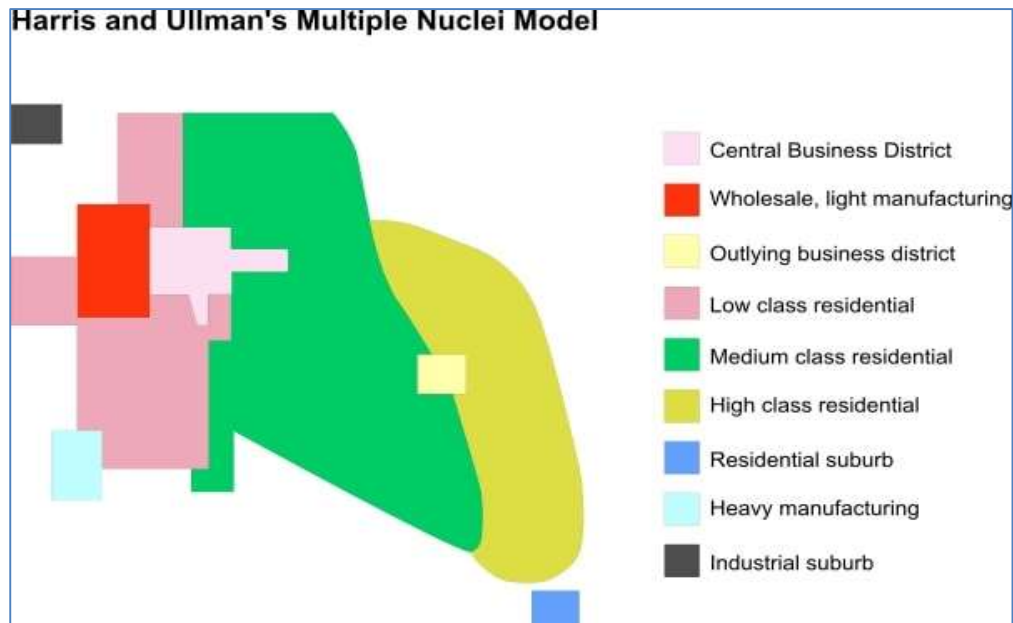 Harris and Ullman's Multiple Nuclei Model
Central Business District
Wholesale, light manufacturing
Outlying business district
Low class residential
Medium class residential
High class residential
Residential suburb
Heavy manufacturing
Industrial suburb